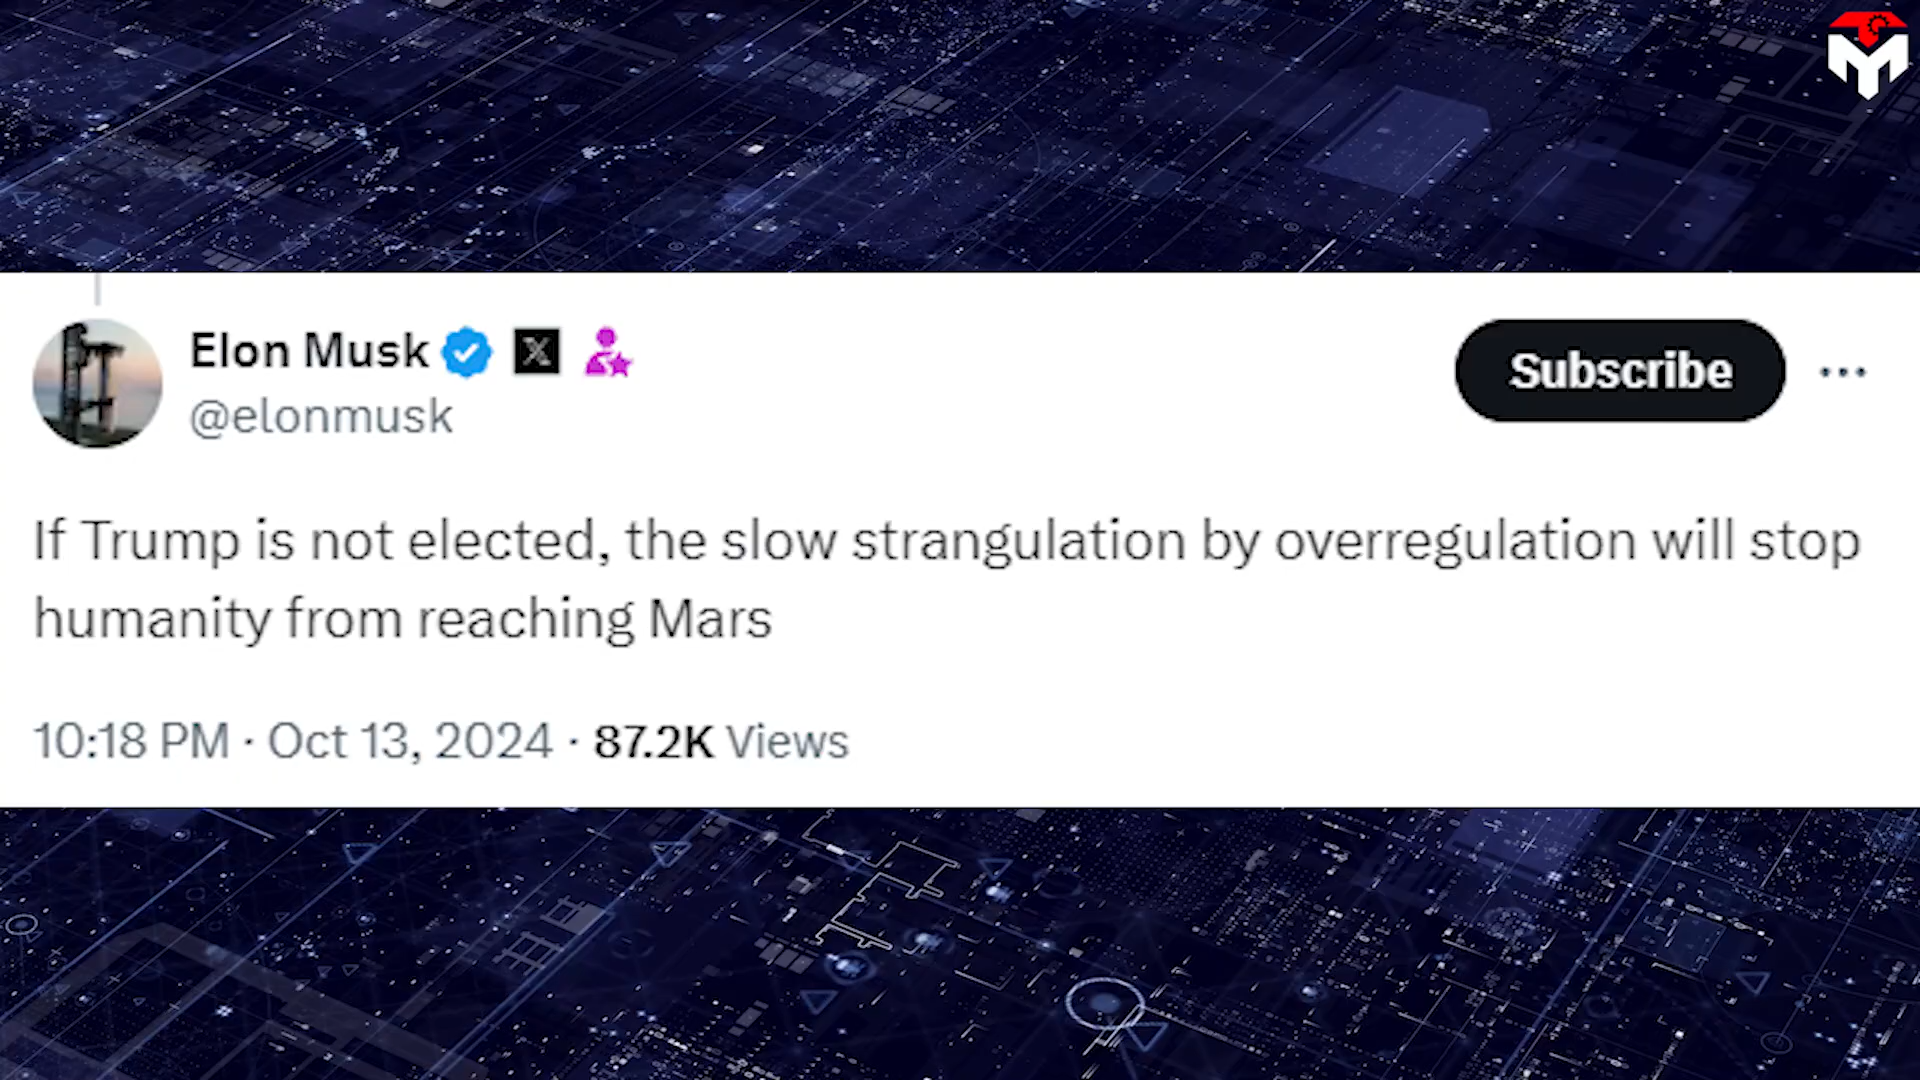 Elon Musk
Subscribe
@elonmusk
If Trump is not elected, the slow strangulation by overregulation will stop
humanity from reaching Mars
10:18 PM · Oct 13, 2024 · 87.2K Views